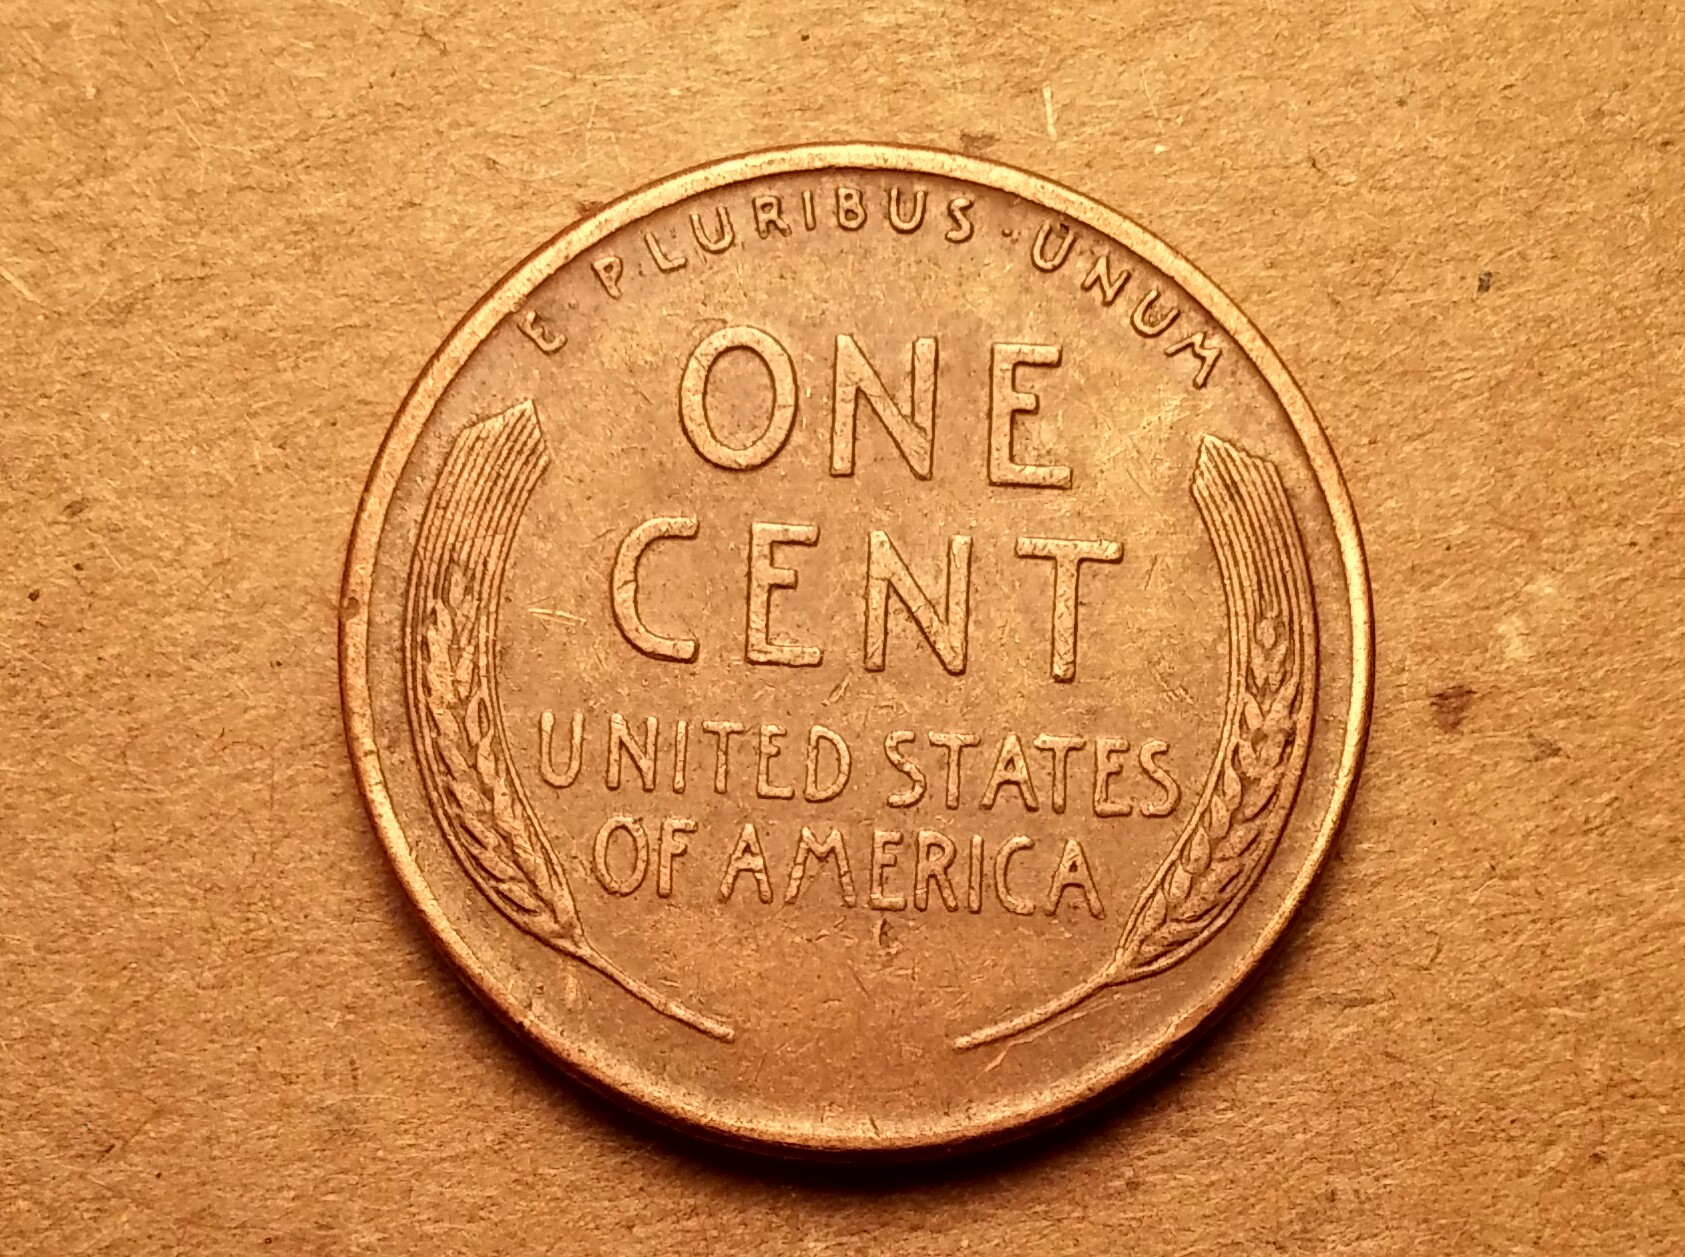 E PLURIBUS · UNUM
ONE
CENT
UNITED STATES
OF AMERICA